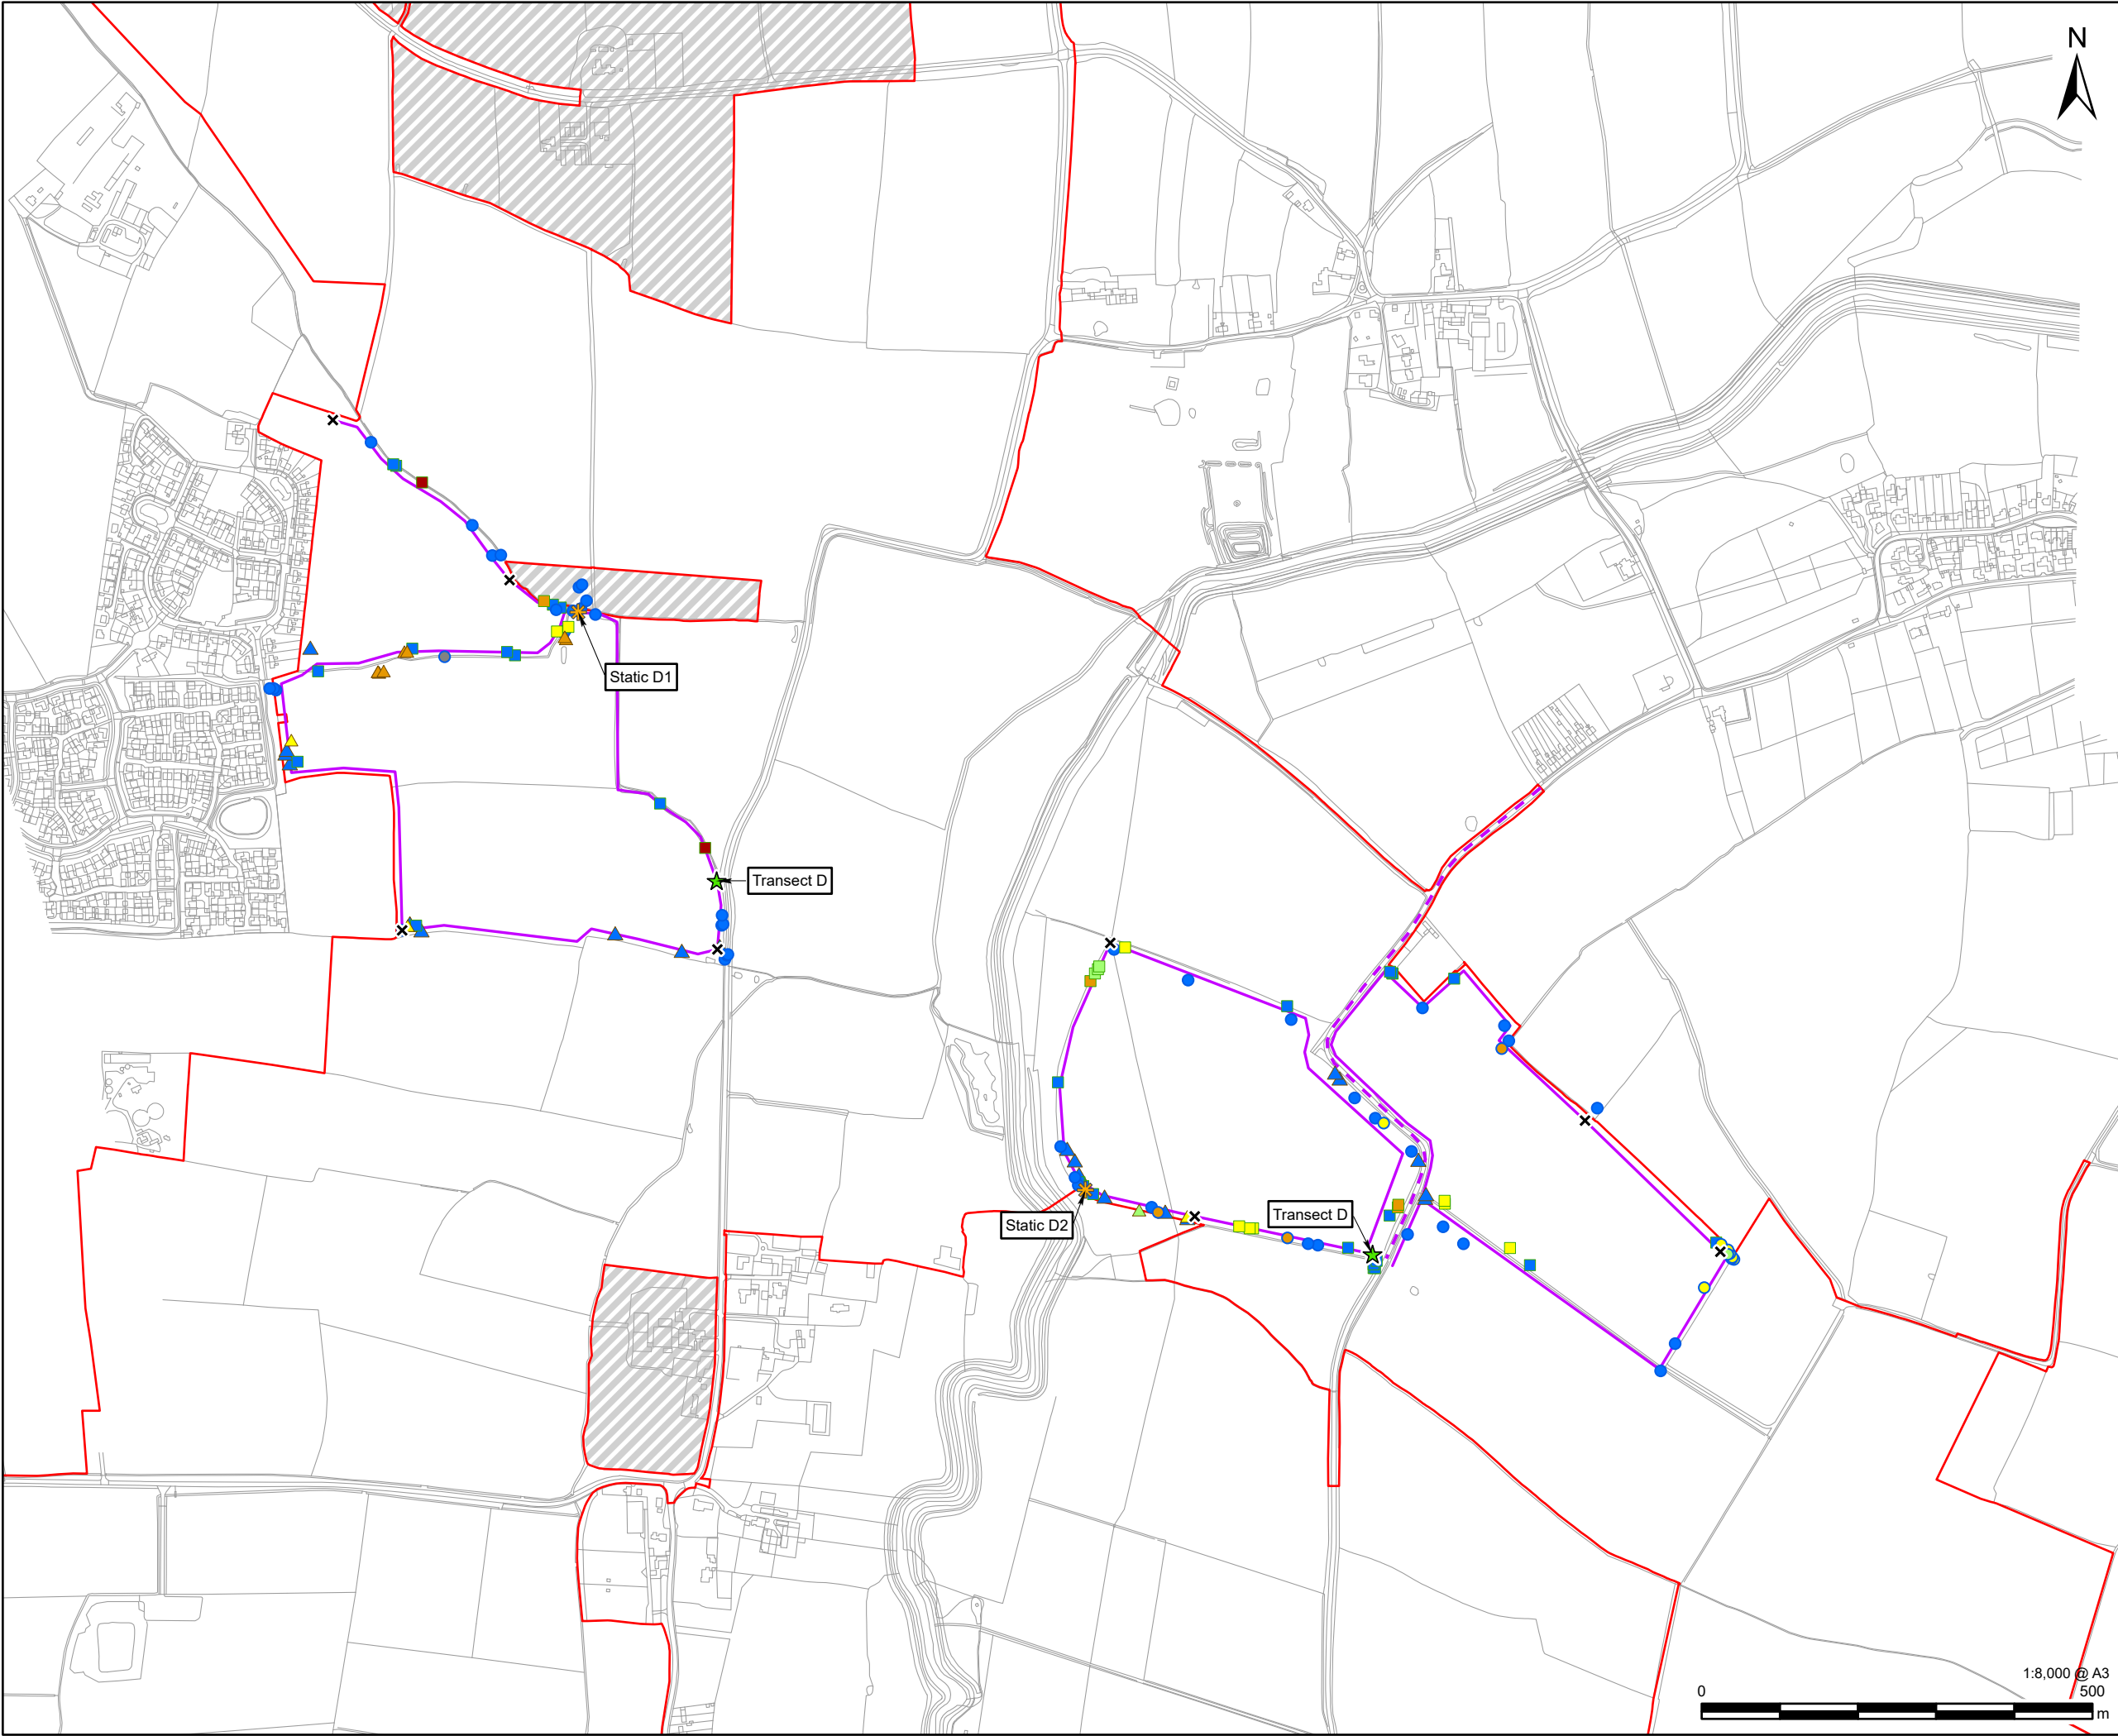 N
Static D1
Transect D
Static D2
Transect D
1:8,000 @ A3
0 500
m